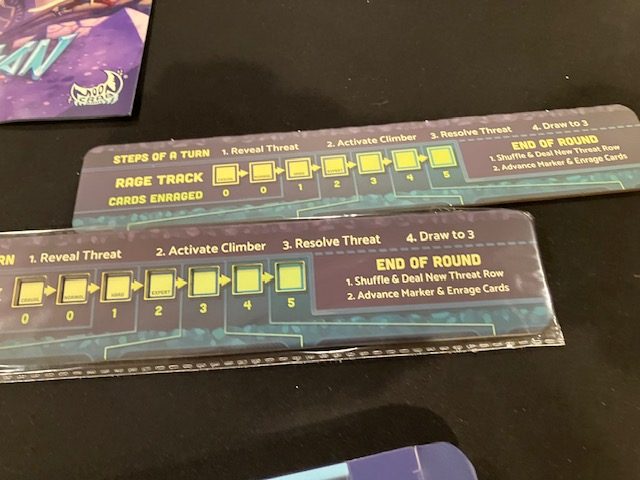 AN
MOON
CRAB
STEPS OF A TURN 1. Reveal Threat 2. Activate Climber 3. Resolve Threat 4. Draw to 3
RAGE TRACK
CARDS ENRAGED
0 0 1 2 3 4 5
END OF ROUND
1. Shuffle & Deal New Threat Row
2. Advance Marker & Enrage Cards
RN 1. Reveal Threat 2. Activate Climber 3. Resolve Threat 4. Draw to 3
CASUAL NORMAL HARD EXPERT
0 0 1 2 3 4 5
END OF ROUND
1. Shuffle & Deal New Threat Row
2. Advance Marker & Enrage Cards